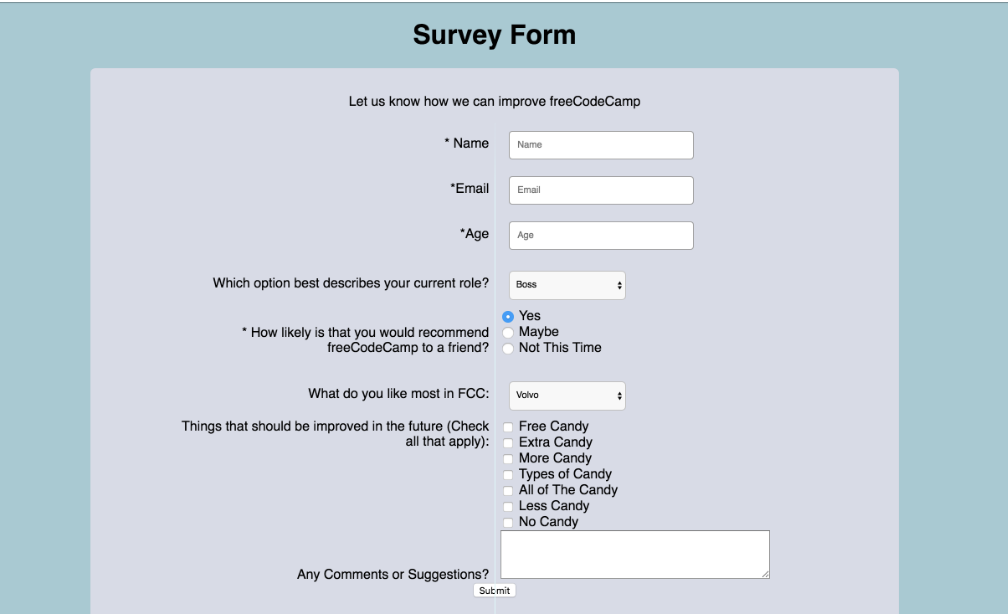 Survey Form
Let us know how we can improve freeCodeCamp
* Name
Name
*Email
Email
*Age
Age
Which option best describes your current role?
Boss
* How likely is that you would recommend
freeCodeCamp to a friend?
Yes
Maybe
Not This Time
What do you like most in FCC:
Volvo
Things that should be improved in the future (Check
all that apply):
Free Candy
Extra Candy
More Candy
Types of Candy
All of The Candy
Less Candy
No Candy
Any Comments or Suggestions?
Submit